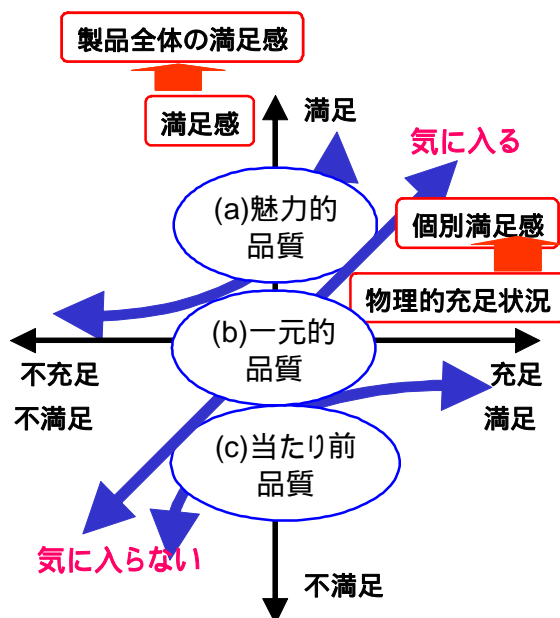 製品全体の満足感
満足感
満足
気に入る
(a)魅力的
品質
個別満足感
物理的充足状況
(b)一元的
品質
不充足
不満足
充足
満足
(c)当たり前
品質
気に入らない
不満足